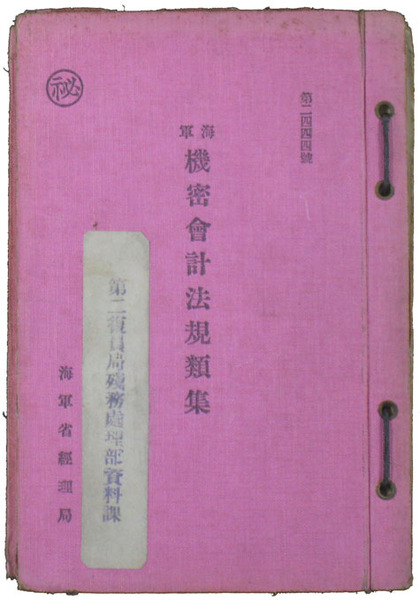 第二四四四號
海軍
機密會計法規類集
㊙
第二復員局殘務處理部資料課
海軍省經理局